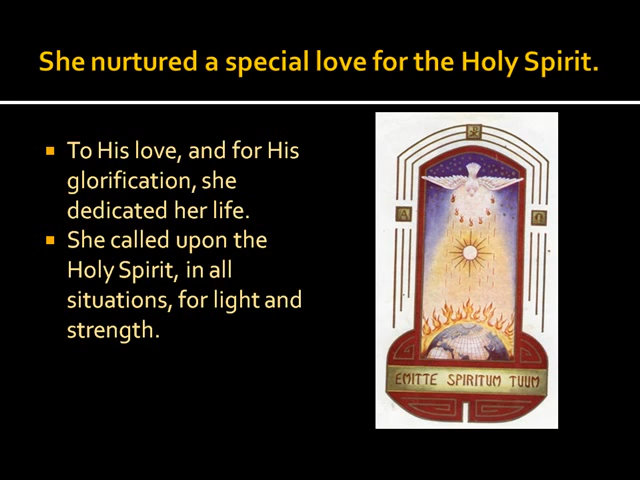 She nurtured a special love for the Holy Spirit.
To His love, and for His
glorification, she
dedicated her life.
She called upon the
Holy Spirit, in all
situations, for light and
strength.
Α
Ω
EMITTE SPIRITUM TUUM